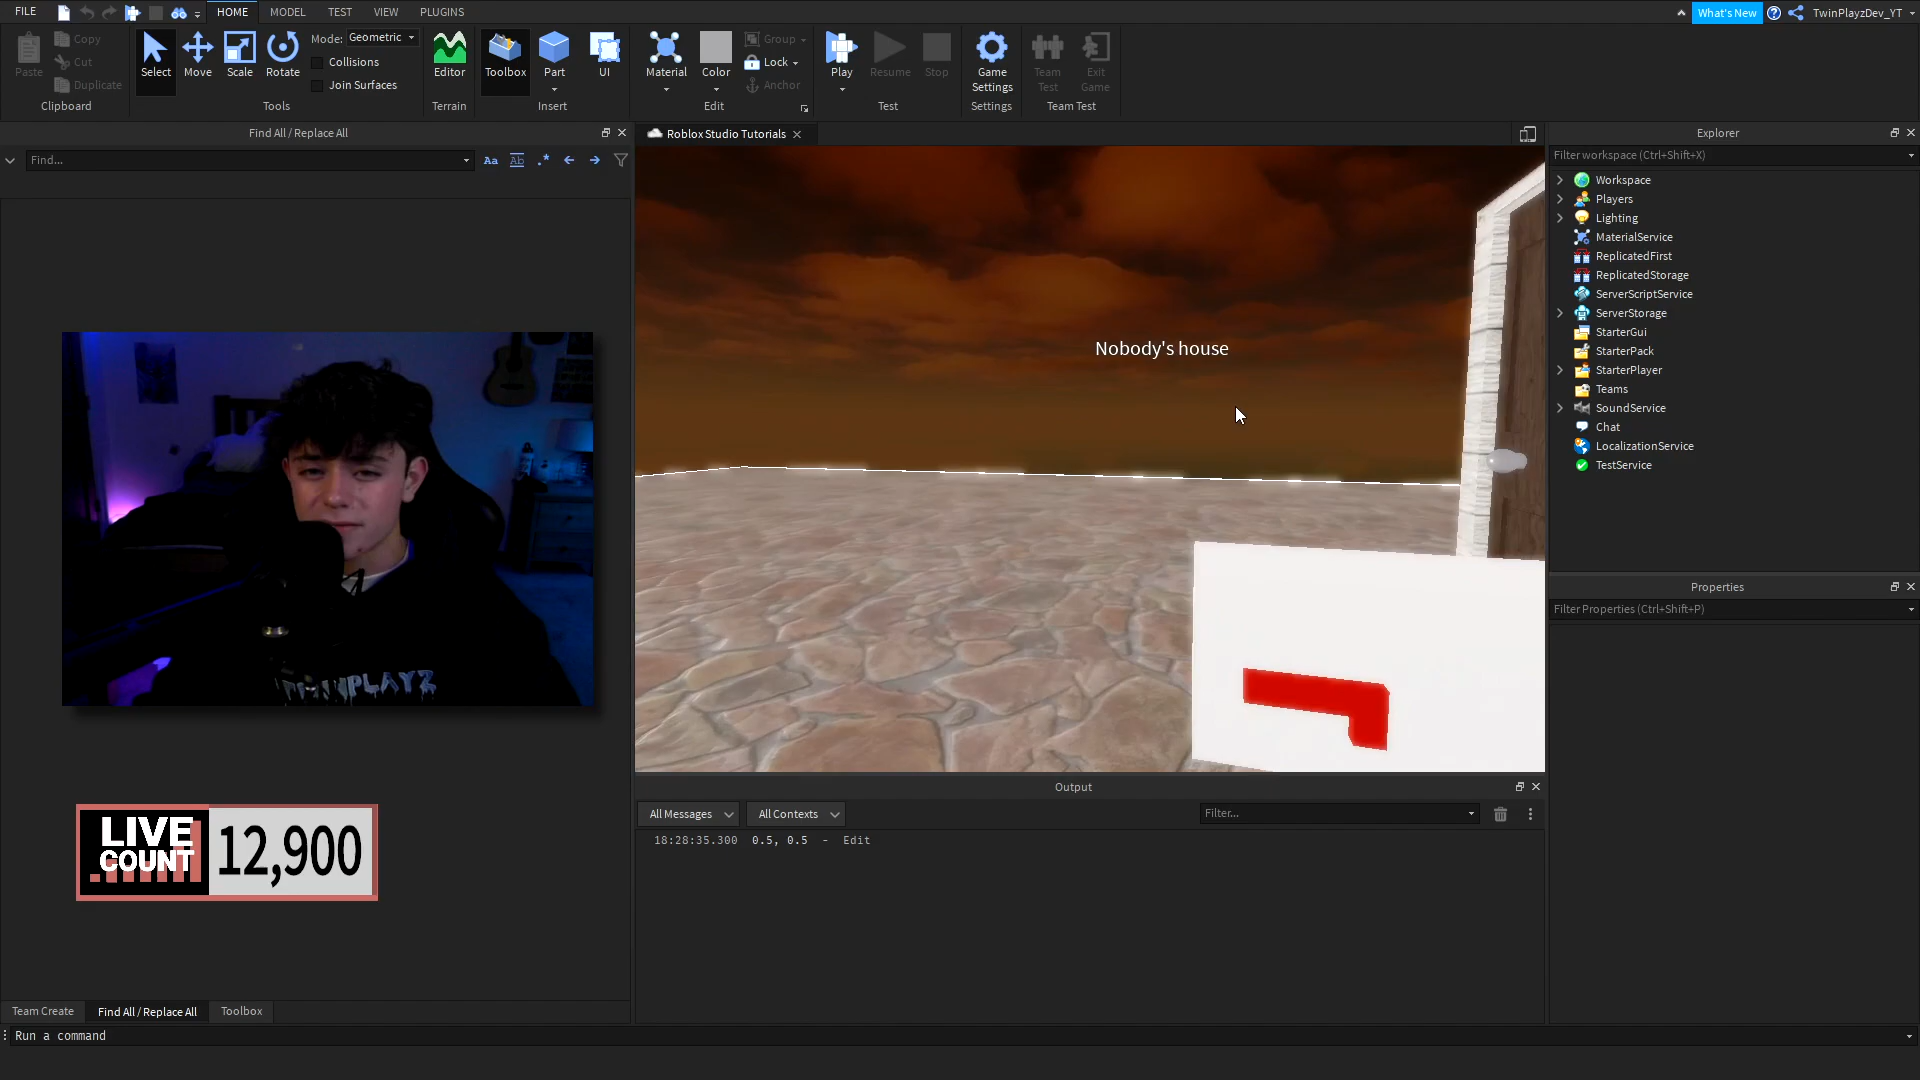 FILE
HOME
MODEL
TEST
VIEW
PLUGINS
What's New
TwinPlayzDev_YT
Paste
Copy
Cut
Duplicate
Clipboard
Select
Move
Scale
Rotate
Mode: Geometric
Collisions
Join Surfaces
Tools
Editor
Terrain
Toolbox
Part
UI
Insert
Material
Color
Group
Lock
Anchor
Edit
Play
Resume
Stop
Test
Game
Settings
Settings
Team
Test
Exit
Game
Team Test
Find All / Replace All
Find...
Aa
Ab
.*
LIVE
COUNT
12,900
Team Create
Find All / Replace All
Toolbox
Run a command
Roblox Studio Tutorials
Nobody's house
Output
All Messages
All Contexts
Filter...
18:28:35.300 0.5, 0.5 - Edit
Explorer
Filter workspace (Ctrl+Shift+X)
Workspace
Players
Lighting
MaterialService
ReplicatedFirst
ReplicatedStorage
ServerScriptService
ServerStorage
StarterGui
StarterPack
StarterPlayer
Teams
SoundService
Chat
LocalizationService
TestService
Properties
Filter Properties (Ctrl+Shift+P)